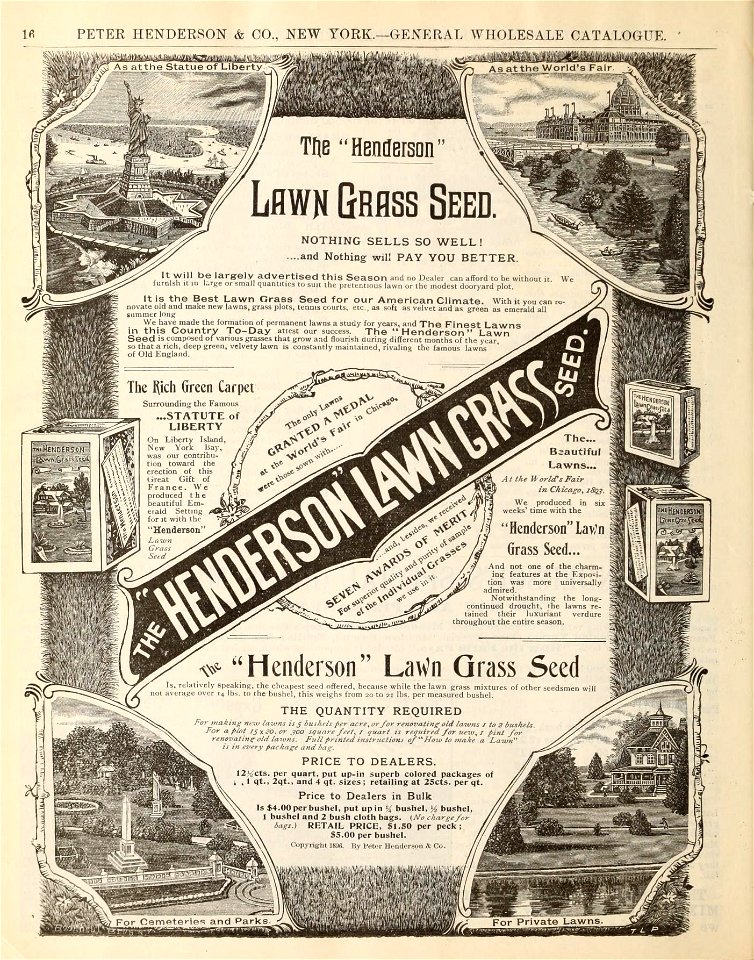 16 PETER HENDERSON & CO., NEW YORK.—GENERAL WHOLESALE CATALOGUE.
As at the Statue of Liberty
As at the World's Fair.
The "Henderson"
LAWN GRASS SEED.
NOTHING SELLS SO WELL!
....and Nothing will PAY YOU BETTER.
It will be largely advertised this Season and no Dealer can afford to be without it. We
furnish it in large or small quantities to suit the pretentious lawn or the modest dooryard plot.
It is the Best Lawn Grass Seed for our American Climate. With it you can re-
novate old and make new lawns, grass plots, tennis courts, etc., as soft as velvet and as green as emerald all
summer long
We have made the formation of permanent lawns a study for years, and The Finest Lawns
in this Country To-Day attest our success. The "Henderson" Lawn
Seed is composed of various grasses that grow and flourish during different months of the year,
so that a rich, deep green, velvety lawn is constantly maintained, rivaling the famous lawns
of Old England.
The Rich Green Carpet
Surrounding the Famous
...STATUTE of
LIBERTY
On Liberty Island,
New York Bay,
was our contribu-
tion toward the
erection of this
Great Gift of
France. We
produced the
beautiful Em-
erald Setting
for it with the
"Henderson"
Lawn
Grass
Seed
The only Lawns
GRANTED A MEDAL
at the World's Fair in Chicago,
were those sown with.....
THE "HENDERSON" LAWN GRASS SEED.
...and, besides, we received
SEVEN AWARDS OF MERIT
For superior quality and purity of sample
of the Individual Grasses
we use in it.
The...
Beautiful
Lawns...
At the World's Fair
in Chicago, 1893.
We produced in six
weeks' time with the
"Henderson" Lawn
Grass Seed...
And not one of the charm-
ing features at the Exposi-
tion was more universally
admired.
Notwithstanding the long-
continued drought, the lawns re-
tained their luxuriant verdure
throughout the entire season.
THE HENDERSON
LAWN GRASS SEED
THE HENDERSON
LAWN GRASS SEED
THE HENDERSON
LAWN GRASS SEED
The "Henderson" Lawn Grass Seed
Is, relatively speaking, the cheapest seed offered, because while the lawn grass mixtures of other seedsmen will
not average over 14 lbs. to the bushel, this weighs from 20 to 21 lbs. per measured bushel.
THE QUANTITY REQUIRED
For making new lawns is 5 bushels per acre, or for renovating old lawns 1 to 2 bushels.
For a plot 15x20, or 300 square feet, 1 quart is required for new, 1 pint for
renovating old lawns. Full printed instructions of "How to make a Lawn"
is in every package and bag.
PRICE TO DEALERS.
12½cts. per quart, put up in superb colored packages of
1 qt., 2qt., and 4 qt. sizes; retailing at 25cts. per qt.
Price to Dealers in Bulk
Is $4.00 per bushel, put up in ¼ bushel, ½ bushel,
1 bushel and 2 bush cloth bags. (No charge for
bags.) RETAIL PRICE, $1.50 per peck;
$5.00 per bushel.
Copyright 1896. By Peter Henderson & Co.
For Cemeteries and Parks.
For Private Lawns.
T L P